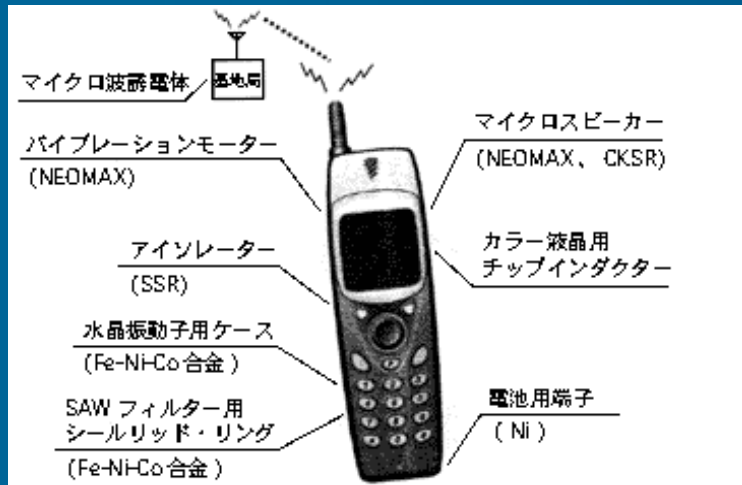 マイクロ波誘電体
基地局
バイブレーションモーター
(NEOMAX)
アイソレーター
(SSR)
水晶振動子用ケース
(Fe-Ni-Co合金)
SAW フィルター用
シールリッド・リング
(Fe-Ni-Co合金)
マイクロスピーカー
(NEOMAX、CKSR)
カラー液晶用
チップインダクター
電池用端子
(Ni)